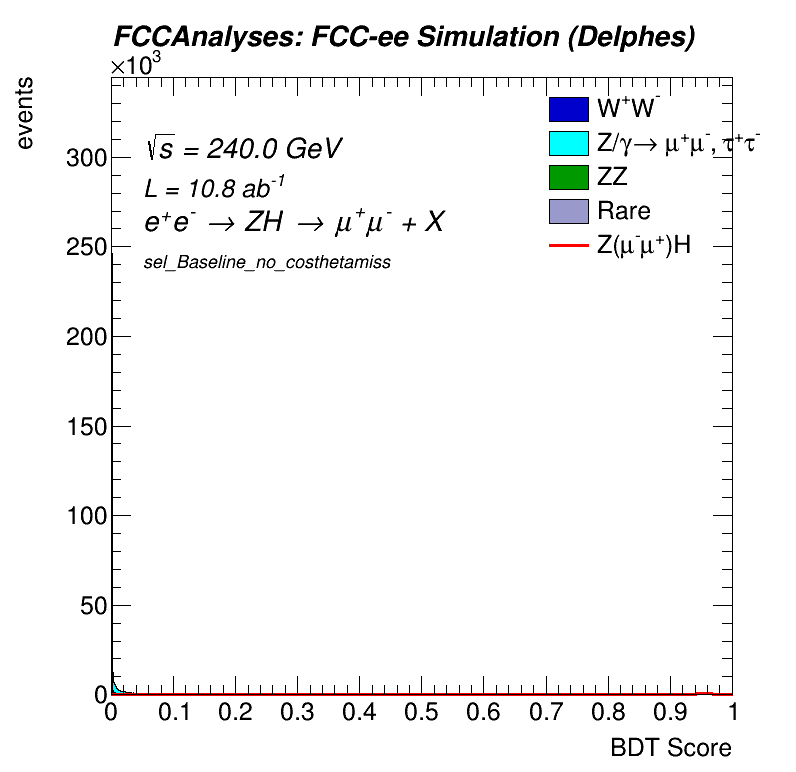 FCCAnalyses: FCC-ee Simulation (Delphes)
×10³
events
√s = 240.0 GeV
L = 10.8 ab⁻¹
e⁺e⁻ → ZH → μ⁺μ⁻ + X
sel_Baseline_no_costhetamiss
W⁺W⁻
Z/γ→ μ⁺μ⁻, τ⁺τ⁻
ZZ
Rare
Z(μ⁻μ⁺)H
300
250
200
150
100
50
0
0 0.1 0.2 0.3 0.4 0.5 0.6 0.7 0.8 0.9 1
BDT Score